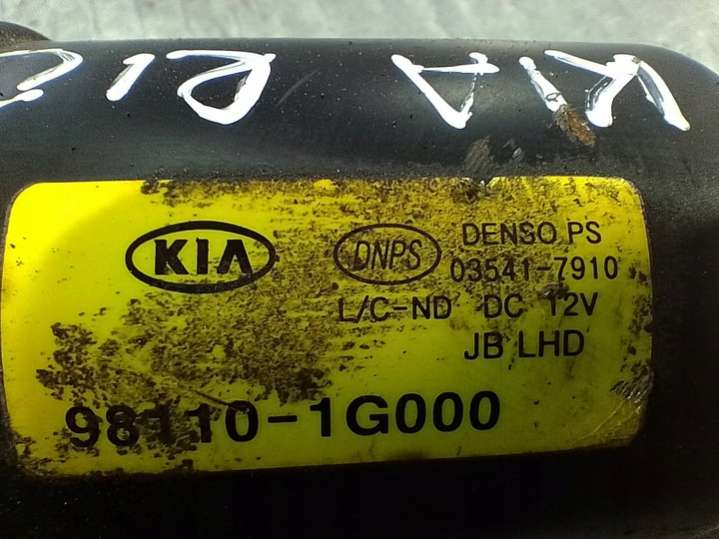 KIA RIO
KIA DNPS DENSO PS
03541-7910
L/C-ND DC 12V
JB LHD
98110-1G000